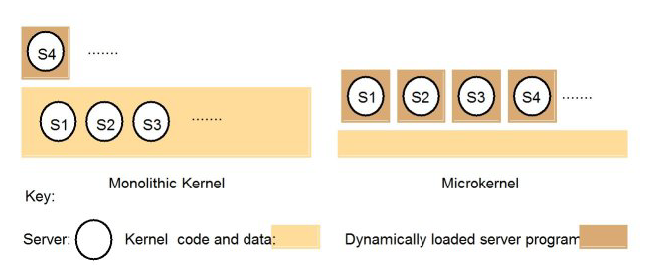 S4 .......
S1 S2 S3 .......
S1 S2 S3 S4 .......
Monolithic Kernel
Microkernel
Key:
Server: Kernel code and data: Dynamically loaded server program